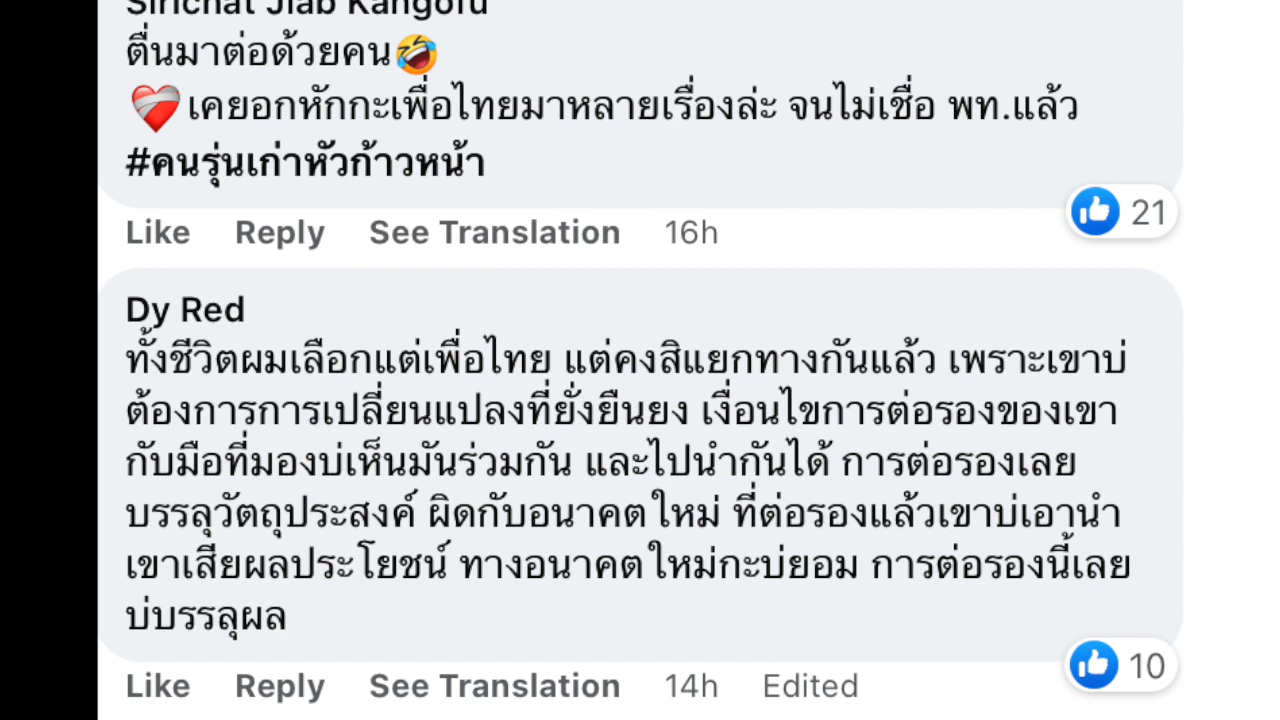 Sirichat Jiab Kangofu
ตื่นมาต่อด้วยคน🤣
❤️‍🩹เคยอกหักกะเพื่อไทยมาหลายเรื่องล่ะ จนไม่เชื่อ พท.แล้ว
#คนรุ่นเก่าหัวก้าวหน้า
21
Like Reply See Translation 16h
Dy Red
ทั้งชีวิตผมเลือกแต่เพื่อไทย แต่คงสิแยกทางกันแล้ว เพราะเขาบ่
ต้องการการเปลี่ยนแปลงที่ยั่งยืนยง เงื่อนไขการต่อรองของเขา
กับมือที่มองบ่เห็นมันร่วมกัน และไปนำกันได้ การต่อรองเลย
บรรลุวัตถุประสงค์ ผิดกับอนาคตใหม่ ที่ต่อรองแล้วเขาบ่เอานำ
เขาเสียผลประโยชน์ ทางอนาคตใหม่กะบ่ยอม การต่อรองนี้เลย
บ่บรรลุผล
10
Like Reply See Translation 14h Edited